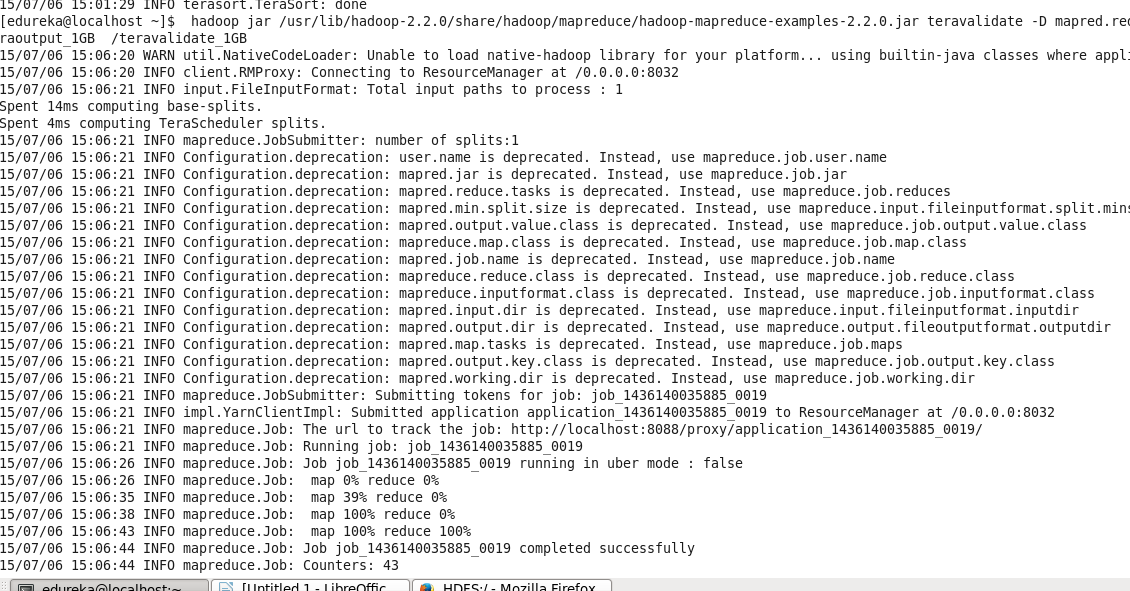 15/07/06 15:01:29 INFO terasort.TeraSort: done
[edureka@localhost ~]$  hadoop jar /usr/lib/hadoop-2.2.0/share/hadoop/mapreduce/hadoop-mapreduce-examples-2.2.0.jar teravalidate -D mapred.red
raoutput_1GB  /teravalidate_1GB
15/07/06 15:06:20 WARN util.NativeCodeLoader: Unable to load native-hadoop library for your platform... using builtin-java classes where appli
15/07/06 15:06:20 INFO client.RMProxy: Connecting to ResourceManager at /0.0.0.0:8032
15/07/06 15:06:21 INFO input.FileInputFormat: Total input paths to process : 1
Spent 14ms computing base-splits.
Spent 4ms computing TeraScheduler splits.
15/07/06 15:06:21 INFO mapreduce.JobSubmitter: number of splits:1
15/07/06 15:06:21 INFO Configuration.deprecation: user.name is deprecated. Instead, use mapreduce.job.user.name
15/07/06 15:06:21 INFO Configuration.deprecation: mapred.jar is deprecated. Instead, use mapreduce.job.jar
15/07/06 15:06:21 INFO Configuration.deprecation: mapred.reduce.tasks is deprecated. Instead, use mapreduce.job.reduces
15/07/06 15:06:21 INFO Configuration.deprecation: mapred.min.split.size is deprecated. Instead, use mapreduce.input.fileinputformat.split.mins
15/07/06 15:06:21 INFO Configuration.deprecation: mapred.output.value.class is deprecated. Instead, use mapreduce.job.output.value.class
15/07/06 15:06:21 INFO Configuration.deprecation: mapreduce.map.class is deprecated. Instead, use mapreduce.job.map.class
15/07/06 15:06:21 INFO Configuration.deprecation: mapred.job.name is deprecated. Instead, use mapreduce.job.name
15/07/06 15:06:21 INFO Configuration.deprecation: mapreduce.reduce.class is deprecated. Instead, use mapreduce.job.reduce.class
15/07/06 15:06:21 INFO Configuration.deprecation: mapreduce.inputformat.class is deprecated. Instead, use mapreduce.job.inputformat.class
15/07/06 15:06:21 INFO Configuration.deprecation: mapred.input.dir is deprecated. Instead, use mapreduce.input.fileinputformat.inputdir
15/07/06 15:06:21 INFO Configuration.deprecation: mapred.output.dir is deprecated. Instead, use mapreduce.output.fileoutputformat.outputdir
15/07/06 15:06:21 INFO Configuration.deprecation: mapred.map.tasks is deprecated. Instead, use mapreduce.job.maps
15/07/06 15:06:21 INFO Configuration.deprecation: mapred.output.key.class is deprecated. Instead, use mapreduce.job.output.key.class
15/07/06 15:06:21 INFO Configuration.deprecation: mapred.working.dir is deprecated. Instead, use mapreduce.job.working.dir
15/07/06 15:06:21 INFO mapreduce.JobSubmitter: Submitting tokens for job: job_1436140035885_0019
15/07/06 15:06:21 INFO impl.YarnClientImpl: Submitted application application_1436140035885_0019 to ResourceManager at /0.0.0.0:8032
15/07/06 15:06:21 INFO mapreduce.Job: The url to track the job: http://localhost:8088/proxy/application_1436140035885_0019/
15/07/06 15:06:21 INFO mapreduce.Job: Running job: job_1436140035885_0019
15/07/06 15:06:26 INFO mapreduce.Job: Job job_1436140035885_0019 running in uber mode : false
15/07/06 15:06:26 INFO mapreduce.Job:  map 0% reduce 0%
15/07/06 15:06:35 INFO mapreduce.Job:  map 39% reduce 0%
15/07/06 15:06:38 INFO mapreduce.Job:  map 100% reduce 0%
15/07/06 15:06:43 INFO mapreduce.Job:  map 100% reduce 100%
15/07/06 15:06:44 INFO mapreduce.Job: Job job_1436140035885_0019 completed successfully
15/07/06 15:06:44 INFO mapreduce.Job: Counters: 43
edureka@localhost:~ [Untitled 1 - LibreOffic... HDFS:/ - Mozilla Firefox